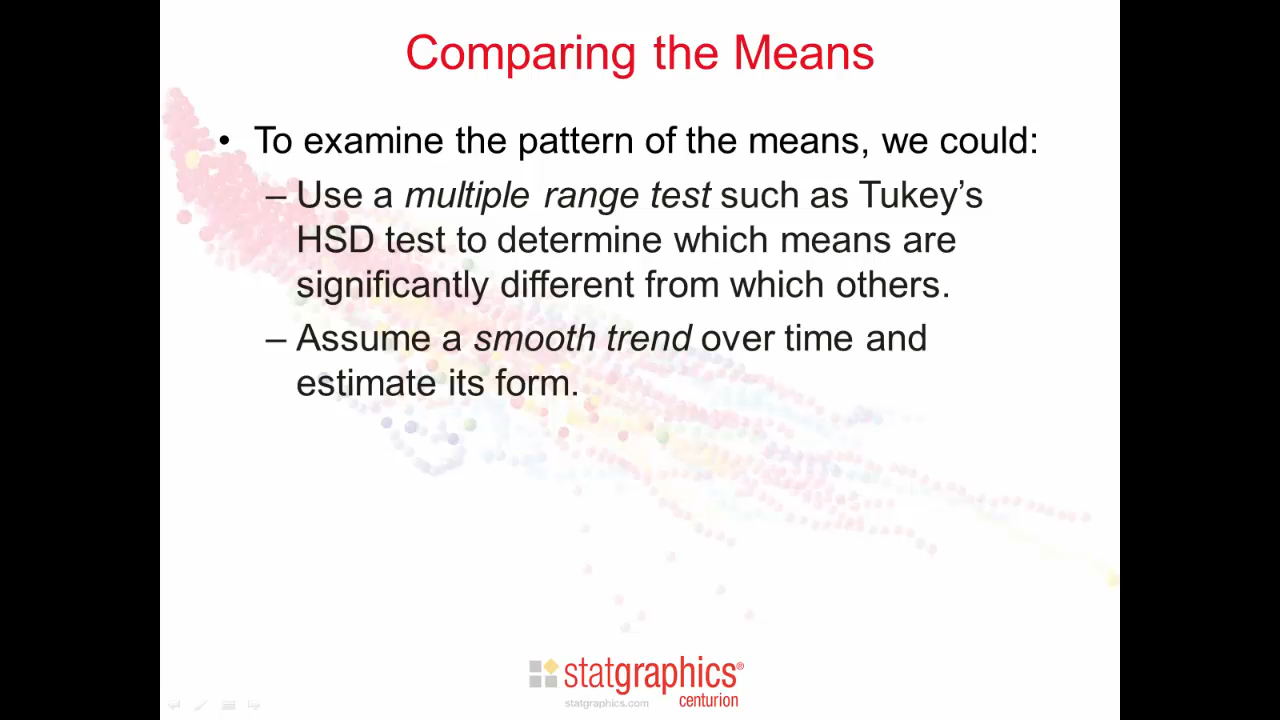 Comparing the Means
• To examine the pattern of the means, we could:
– Use a multiple range test such as Tukey’s
HSD test to determine which means are
significantly different from which others.
– Assume a smooth trend over time and
estimate its form.
statgraphics®
statgraphics.com
centurion